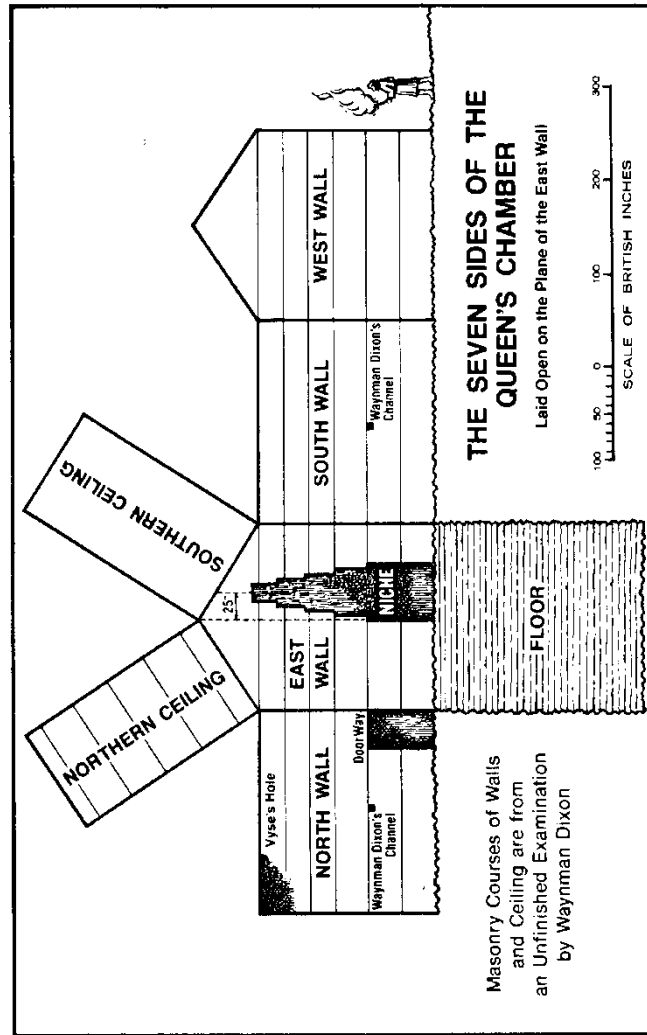 SOUTHERN CEILING
NORTHERN CEILING
25"
Vyse's Hole
NORTH WALL
Door Way
Waynman Dixon's
Channel
EAST
WALL
NICHE
SOUTH WALL
Waynman Dixon's
Channel
WEST WALL
FLOOR
Masonry Courses of Walls
and Ceiling are from
an Unfinished Examination
by Waynman Dixon
THE SEVEN SIDES OF THE
QUEEN'S CHAMBER
Laid Open on the Plane of the East Wall
100 50 0 100 200 300
SCALE OF BRITISH INCHES